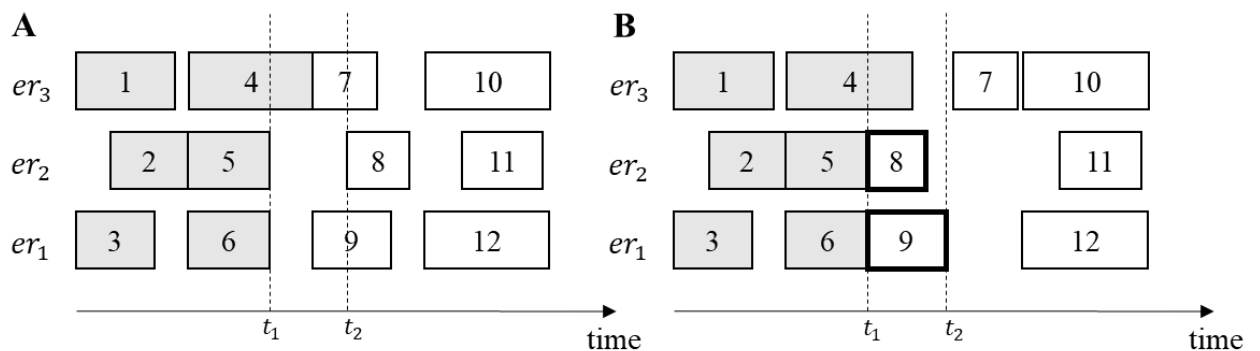 A
er₃ 1 4 7 10
er₂ 2 5 8 11
er₁ 3 6 9 12
t₁ t₂
time
B
er₃ 1 4 7 10
er₂ 2 5 8 11
er₁ 3 6 9 12
t₁ t₂
time